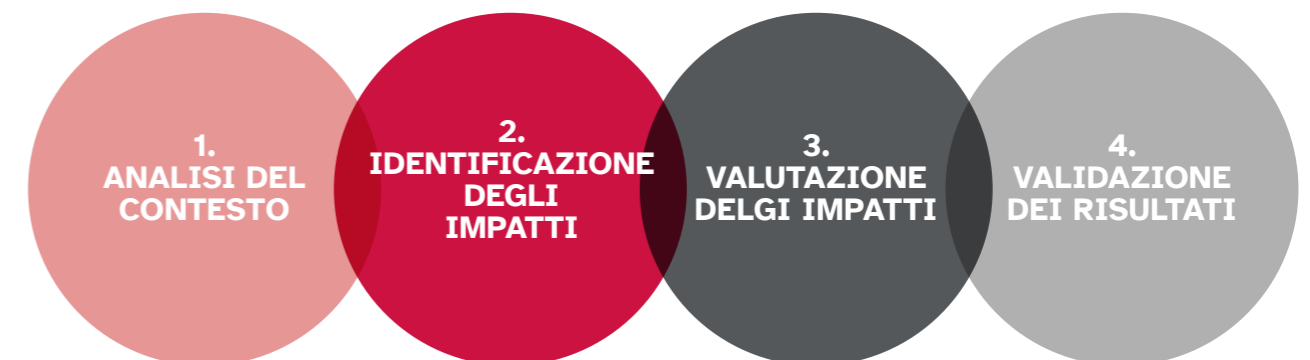 1.
ANALISI DEL
CONTESTO
2.
IDENTIFICAZIONE
DEGLI
IMPATTI
3.
VALUTAZIONE
DELGI IMPATTI
4.
VALIDAZIONE
DEI RISULTATI